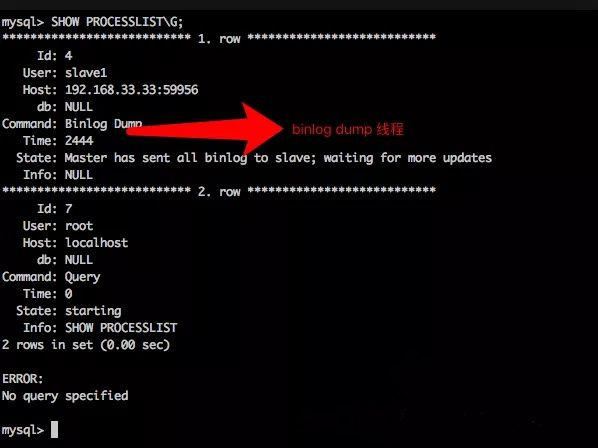 mysql> SHOW PROCESSLIST\G;
*************************** 1. row ***************************
Id: 4
User: slave1
Host: 192.168.33.33:59956
db: NULL
Command: Binlog Dump
binlog dump 线程
Time: 2444
State: Master has sent all binlog to slave; waiting for more updates
Info: NULL
*************************** 2. row ***************************
Id: 7
User: root
Host: localhost
db: NULL
Command: Query
Time: 0
State: starting
Info: SHOW PROCESSLIST
2 rows in set (0.00 sec)
ERROR:
No query specified
mysql>